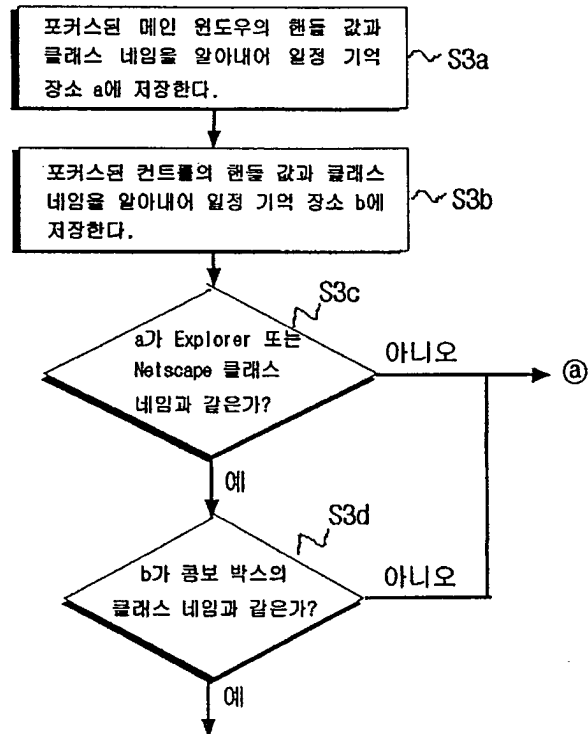 포커스된 메인 윈도우의 핸들 값과
클래스 네임을 알아내어 일정 기억
장소 a에 저장한다.
S3a
포커스된 컨트롤의 핸들 값과 클래스
네임을 알아내어 일정 기억 장소 b에
저장한다.
S3b
S3c
a가 Explorer 또는
Netscape 클래스
네임과 같은가?
아니오
ⓐ
예
S3d
b가 콤보 박스의
클래스 네임과 같은가?
아니오
예